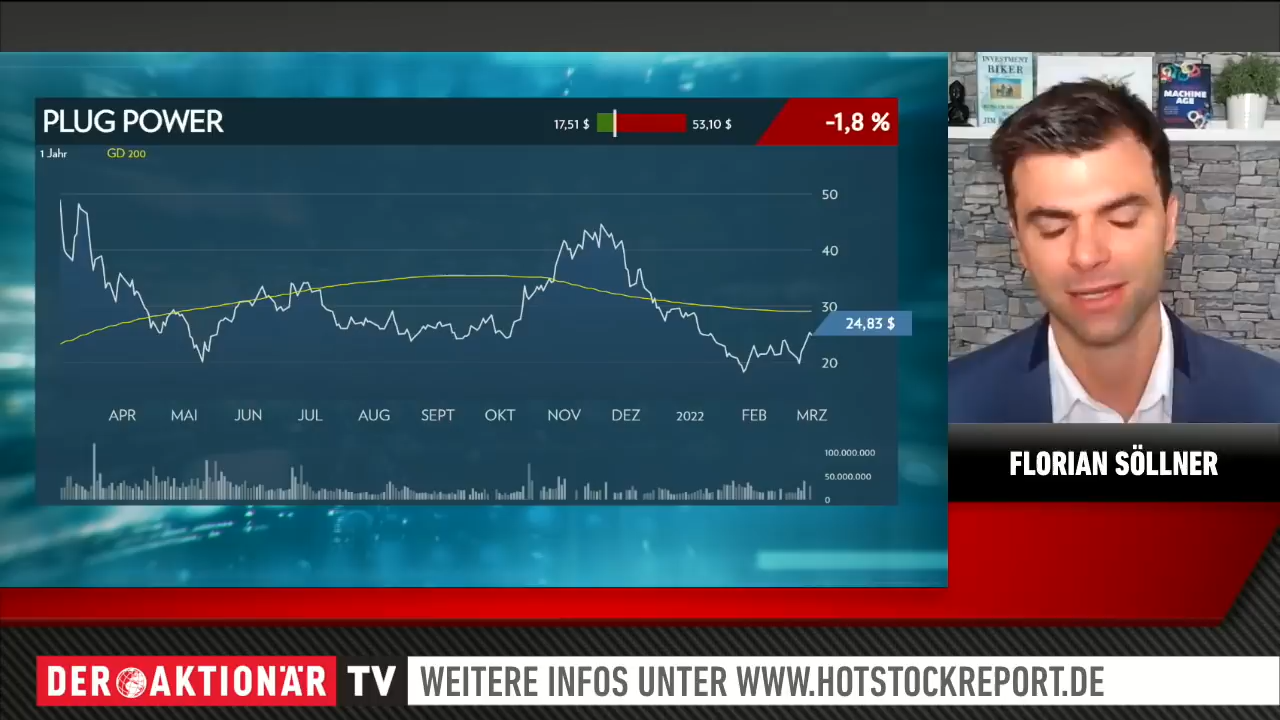 PLUG POWER
17,51 $
53,10 $
-1,8 %
1 Jahr
GD 200
50
40
30
24,83 $
20
APR MAI JUN JUL AUG SEPT OKT NOV DEZ 2022 FEB MRZ
100.000.000
50.000.000
0
INVESTMENT
BIKER
MACHINE
AGE
FLORIAN SÖLLNER
DER AKTIONÄR TV
WEITERE INFOS UNTER WWW.HOTSTOCKREPORT.DE